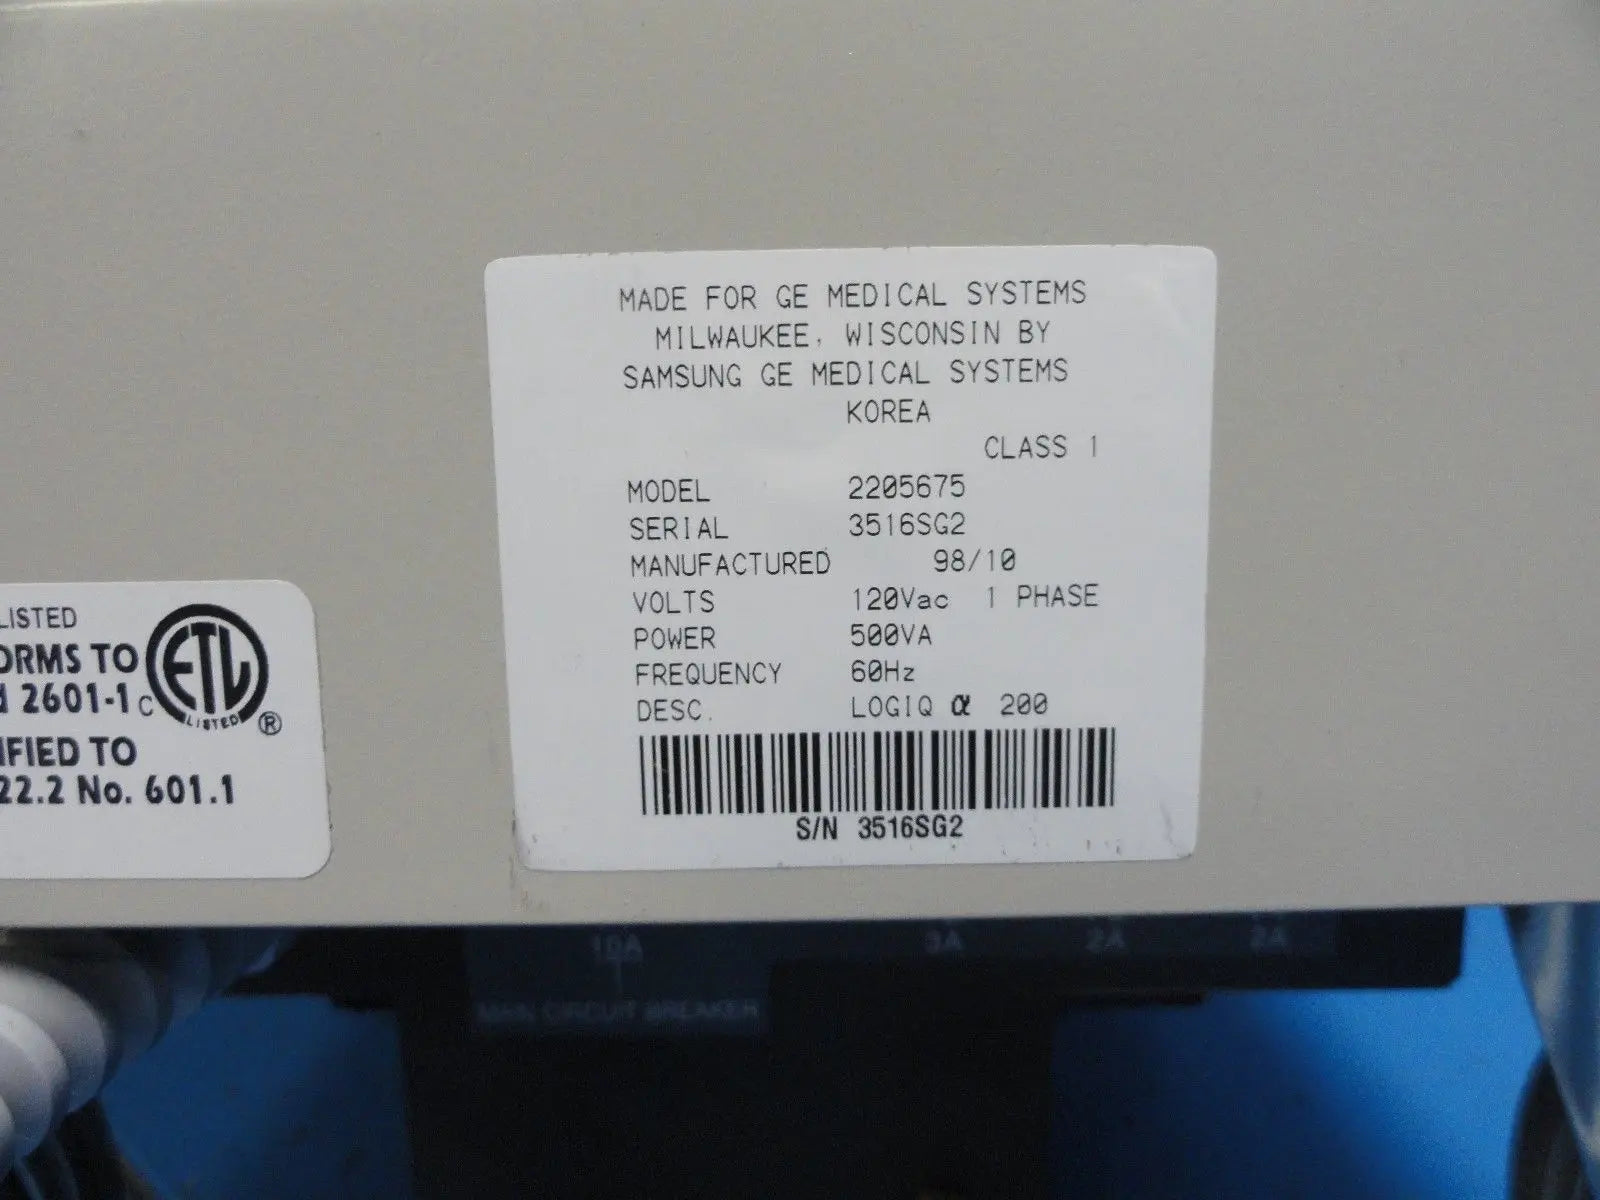 MADE FOR GE MEDICAL SYSTEMS
MILWAUKEE, WISCONSIN BY
SAMSUNG GE MEDICAL SYSTEMS
KOREA
CLASS 1
MODEL 2205675
SERIAL 3516SG2
MANUFACTURED 98/10
VOLTS 120Vac 1 PHASE
POWER 500VA
FREQUENCY 60Hz
DESC. LOGIQ α 200
S/N 3516SG2
LISTED
ORMS TO
2601-1
C ETL LISTED ®
IFIED TO
22.2 No. 601.1
10A 3A 2A 2A
MAIN CIRCUIT BREAKER